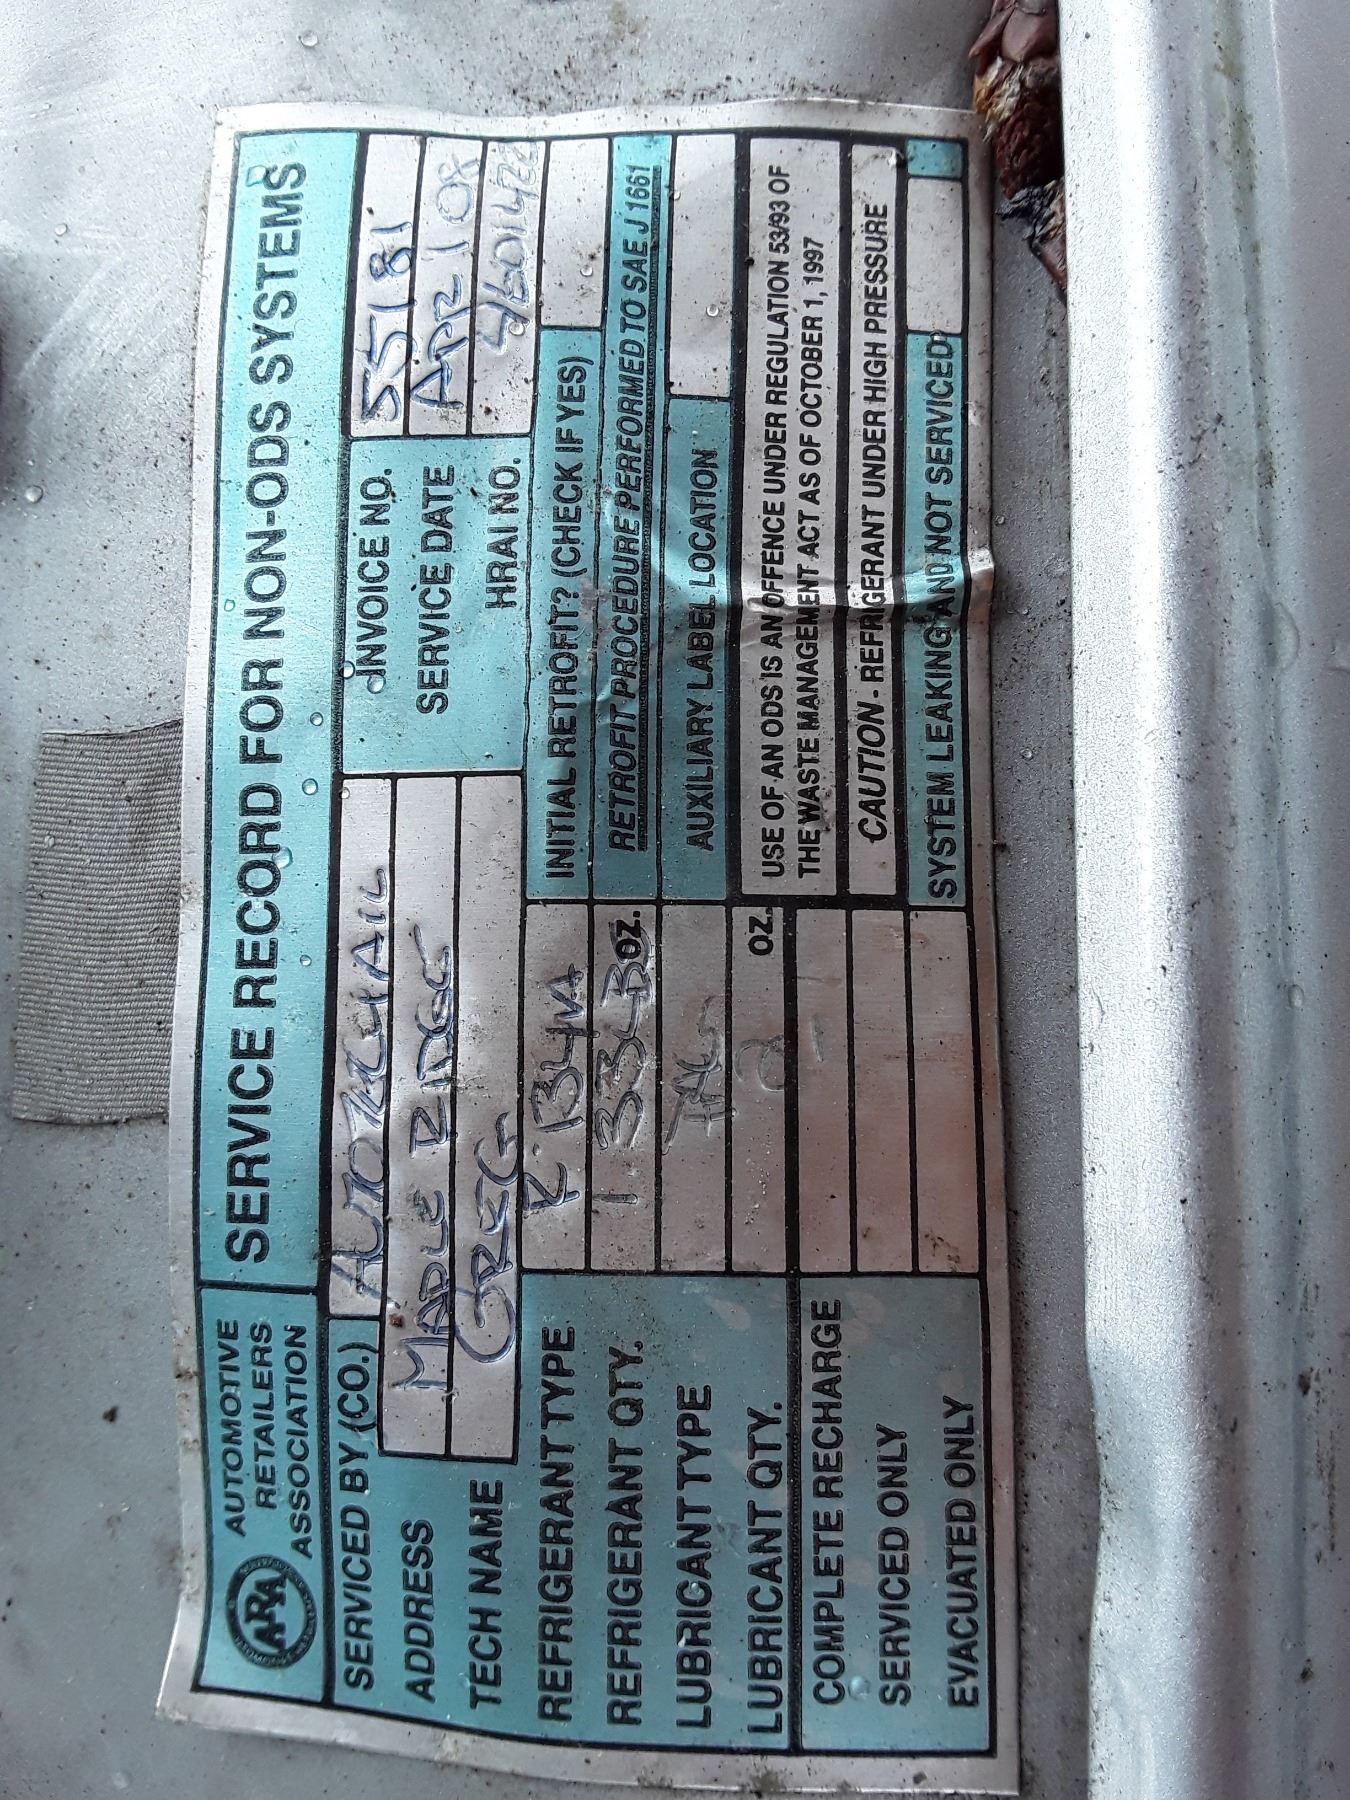 AUTOMOTIVE
RETAILERS
ASSOCIATION
ARA
SERVICE RECORD FOR NON-ODS SYSTEMS
SERVICED BY (CO.) AUTORCHAIL
ADDRESS MAPLE RIDGE
TECH NAME GREG
INVOICE NO. 55181
SERVICE DATE APR 1 08
HRAI NO.
REFRIGERANT TYPE R-134A
REFRIGERANT QTY. OZ.
LUBRICANT TYPE
LUBRICANT QTY. OZ.
COMPLETE RECHARGE
SERVICED ONLY
EVACUATED ONLY
INITIAL RETROFIT? (CHECK IF YES)
RETROFIT PROCEDURE PERFORMED TO SAE J 1661
AUXILIARY LABEL LOCATION
USE OF AN ODS IS AN OFFENCE UNDER REGULATION 53/93 OF
THE WASTE MANAGEMENT ACT AS OF OCTOBER 1, 1997
CAUTION - REFRIGERANT UNDER HIGH PRESSURE
SYSTEM LEAKING AND NOT SERVICED